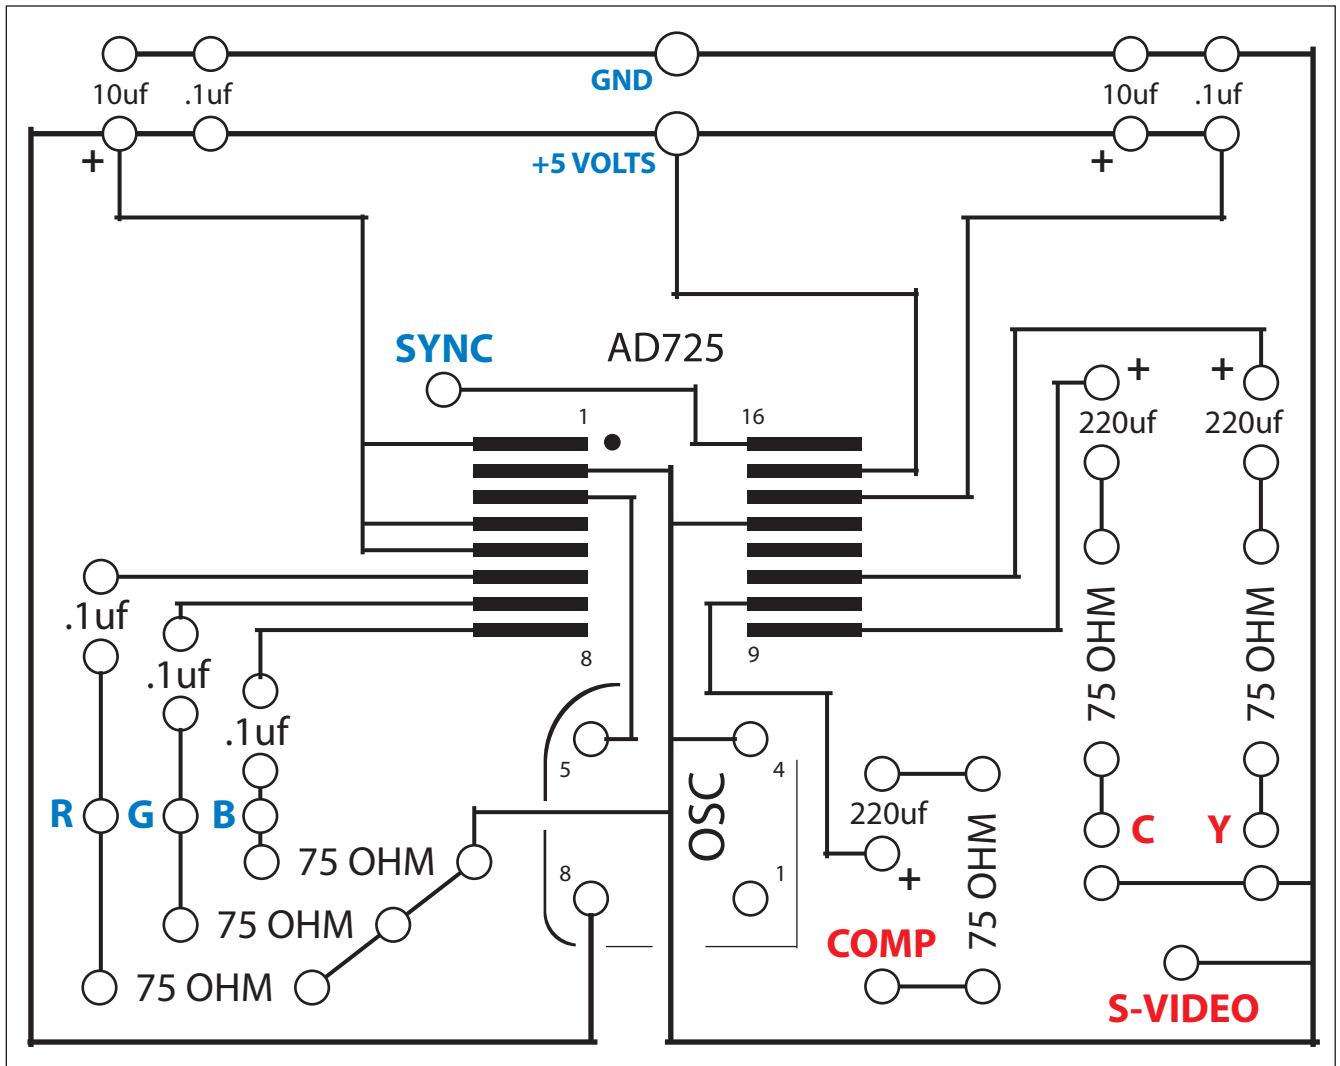 GND
10uf .1uf 10uf .1uf
+ +5 VOLTS +
SYNC AD725
+ +
1 16
220uf 220uf
.1uf
8 9
.1uf
75 OHM 75 OHM
.1uf
5 4
OSC
R G B 220uf C Y
75 OHM
8 1
+
75 OHM
75 OHM
COMP
75 OHM
75 OHM
S-VIDEO